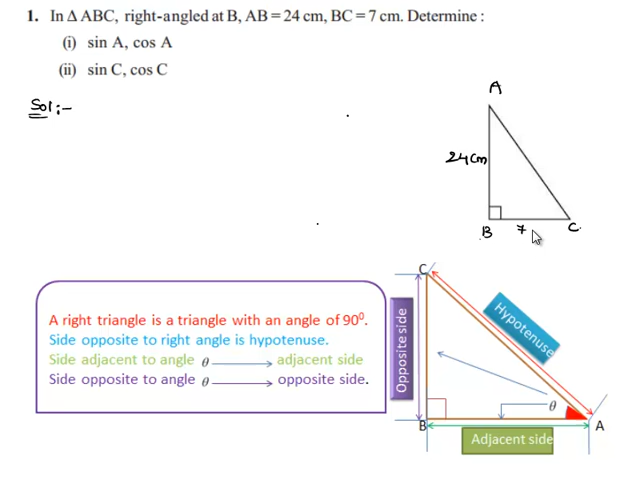 1. In Δ ABC, right-angled at B, AB = 24 cm, BC = 7 cm. Determine :
(i) sin A, cos A
(ii) sin C, cos C
Sol :-
A
24cm
B 7 C
A right triangle is a triangle with an angle of 90⁰.
Side opposite to right angle is hypotenuse.
Side adjacent to angle θ → adjacent side
Side opposite to angle θ → opposite side.
C
Opposite side
Hypotenuse
θ
B
A
Adjacent side